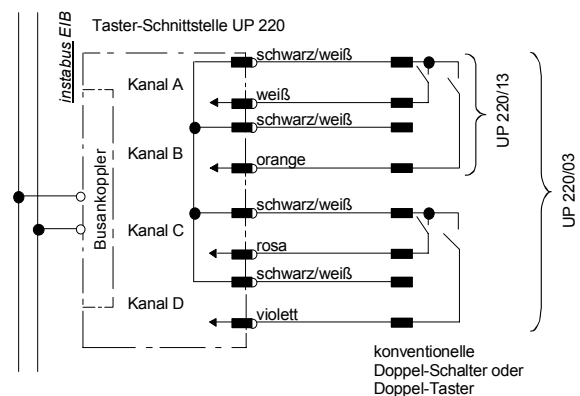 Taster-Schnittstelle UP 220
instabus EIB
Busankoppler
Kanal A
schwarz/weiß
weiß
Kanal B
schwarz/weiß
orange
Kanal C
schwarz/weiß
rosa
Kanal D
schwarz/weiß
violett
UP 220/13
UP 220/03
konventionelle
Doppel-Schalter oder
Doppel-Taster